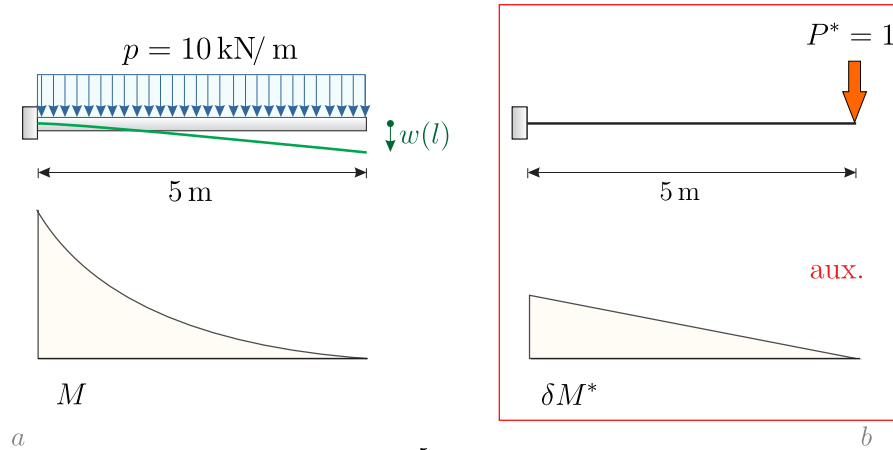 p = 10 kN/ m
P* = 1
w(l)
5 m
5 m
aux.
M
δM*
a
b